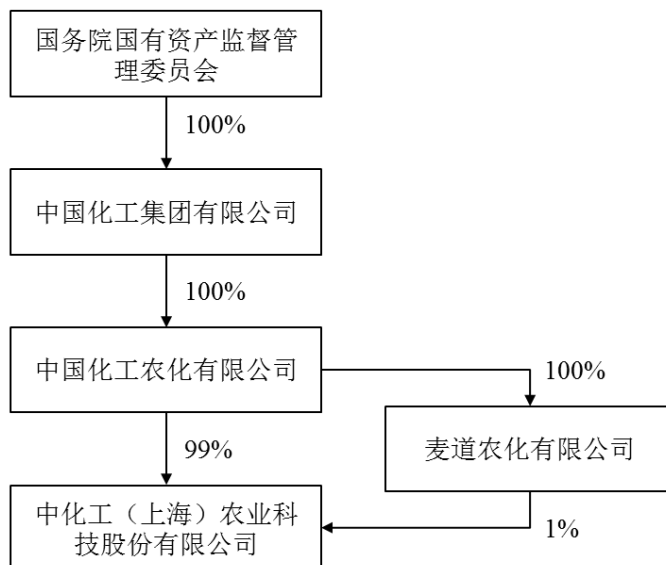 国务院国有资产监督管
理委员会
100%
中国化工集团有限公司
100%
中国化工农化有限公司
100%
99%
麦道农化有限公司
中化工（上海）农业科
技股份有限公司
1%